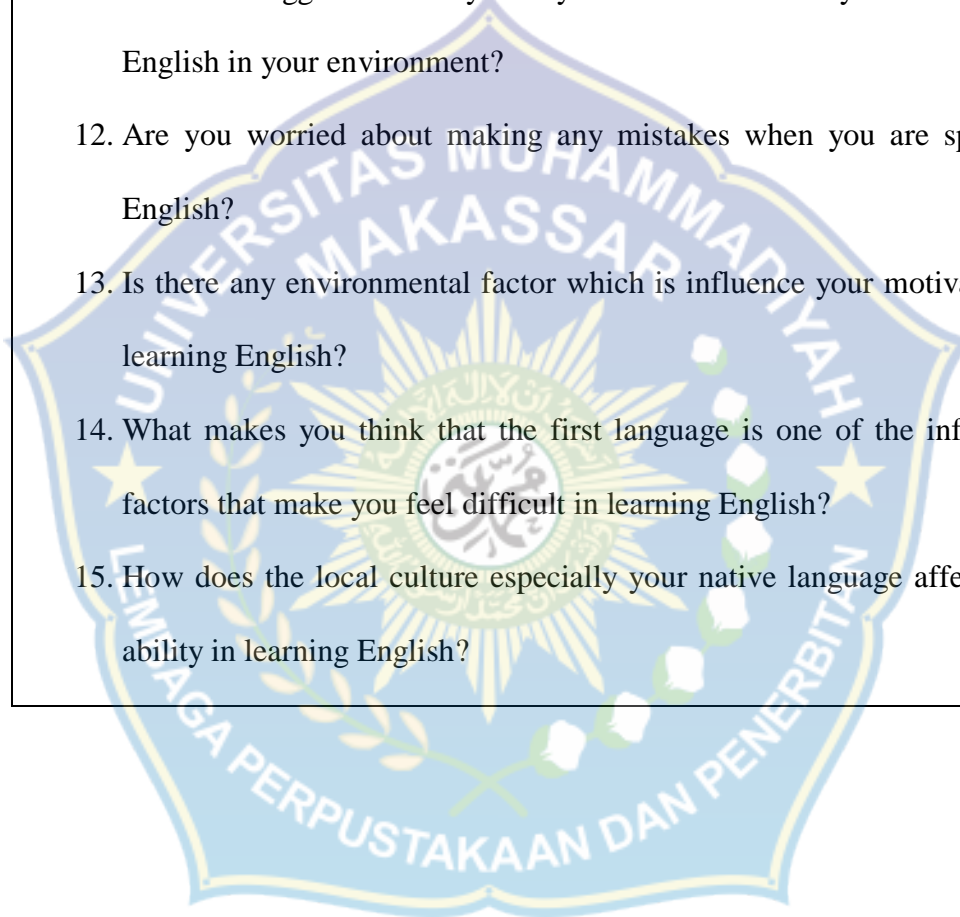 English in your environment?
12. Are you worried about making any mistakes when you are sp
English?
13. Is there any environmental factor which is influence your motiva
learning English?
14. What makes you think that the first language is one of the inf
factors that make you feel difficult in learning English?
15. How does the local culture especially your native language affe
ability in learning English?
UNIVERSITAS MUHAMMADIYAH
MAKASSAR
LEMBAGA PERPUSTAKAAN DAN PENERBITAN